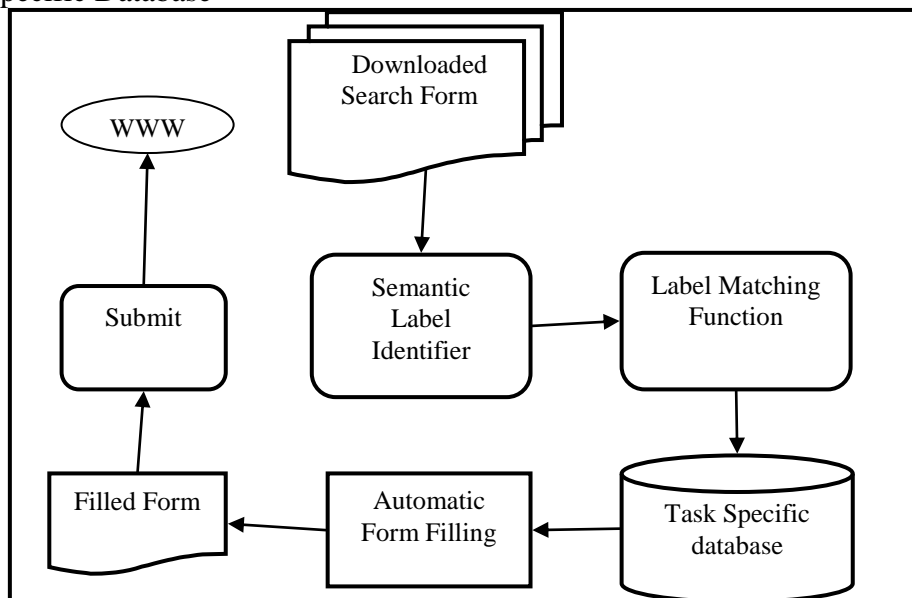 pecific Database
Downloaded
Search Form
WWW
Semantic
Label
Identifier
Label Matching
Function
Submit
Filled Form
Automatic
Form Filling
Task Specific
database